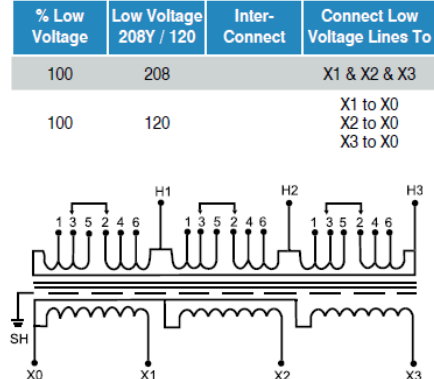 % Low Voltage Low Voltage 208Y / 120 Inter-Connect Connect Low Voltage Lines To
100 208 X1 & X2 & X3
100 120 X1 to X0
X2 to X0
X3 to X0
H1 H2 H3
1 3 5 2 4 6 1 3 5 2 4 6 1 3 5 2 4 6
SH
X0 X1 X2 X3